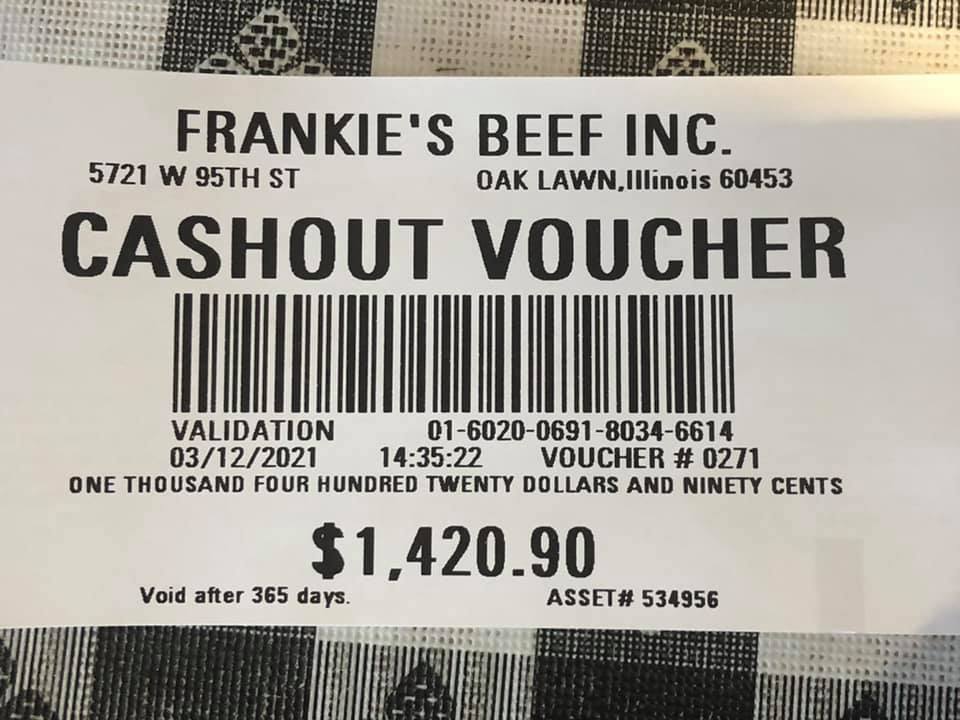 FRANKIE'S BEEF INC.
5721 W 95TH ST OAK LAWN,Illinois 60453
CASHOUT VOUCHER
VALIDATION 01-6020-0691-8034-6614
03/12/2021 14:35:22 VOUCHER # 0271
ONE THOUSAND FOUR HUNDRED TWENTY DOLLARS AND NINETY CENTS
$1,420.90
Void after 365 days. ASSET# 534956